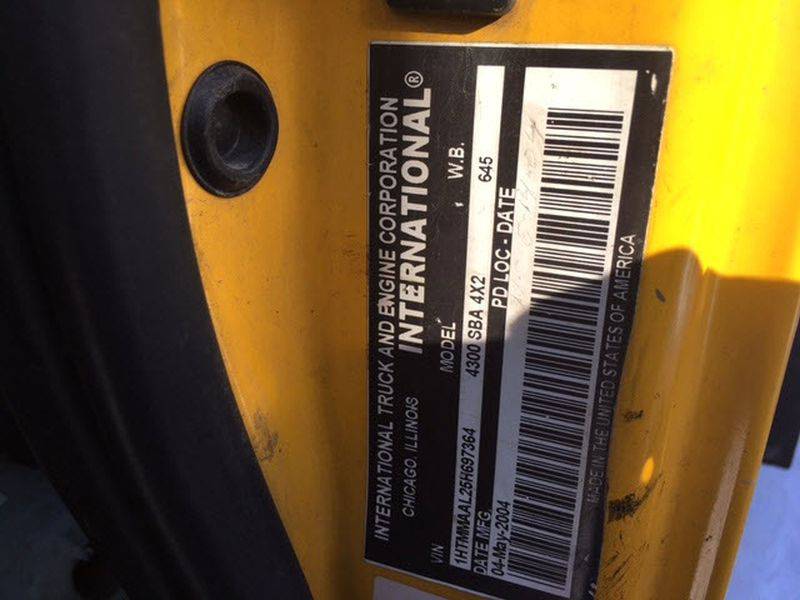 INTERNATIONAL TRUCK AND ENGINE CORPORATION
CHICAGO, ILLINOIS INTERNATIONAL®
VIN MODEL W.B.
1HTMMAAL25H697364 4300 SBA 4X2 645
DATE MFG. PD LOC - DATE
04-May-2004
MADE IN THE UNITED STATES OF AMERICA